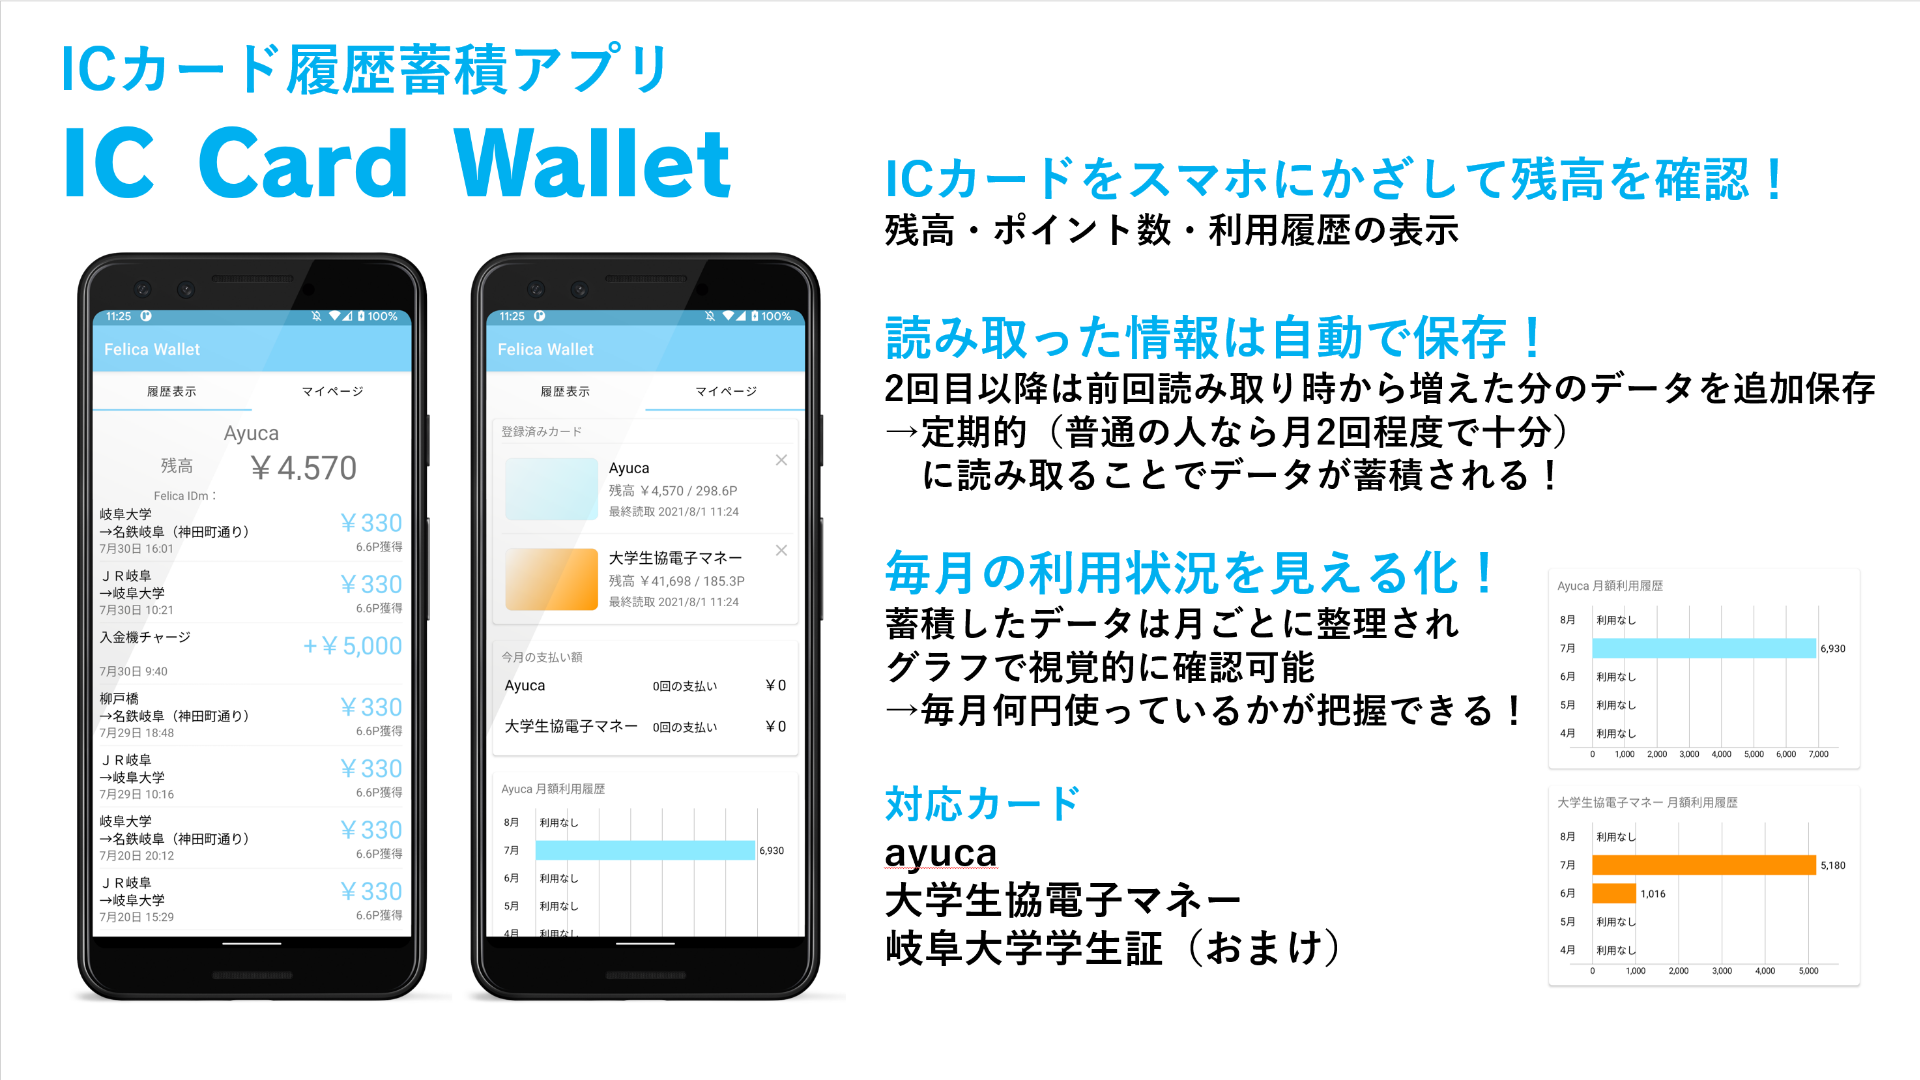 ICカード履歴蓄積アプリ
IC Card Wallet
11:25
100%
Felica Wallet
履歴表示
マイページ
Ayuca
残高
￥4,570
Felica IDm：
岐阜大学
→名鉄岐阜（神田町通り）
7月30日 16:01
￥330
6.6P獲得
ＪＲ岐阜
→岐阜大学
7月30日 10:21
￥330
6.6P獲得
入金機チャージ
7月30日 9:40
+￥5,000
柳戸橋
→名鉄岐阜（神田町通り）
7月29日 18:48
￥330
6.6P獲得
ＪＲ岐阜
→岐阜大学
7月29日 10:16
￥330
6.6P獲得
岐阜大学
→名鉄岐阜（神田町通り）
7月20日 20:12
￥330
6.6P獲得
ＪＲ岐阜
→岐阜大学
7月20日 15:29
￥330
6.6P獲得
11:25
100%
Felica Wallet
履歴表示
マイページ
登録済みカード
Ayuca
残高 ￥4,570 / 298.6P
最終読取 2021/8/1 11:24
大学生協電子マネー
残高 ￥41,698 / 185.3P
最終読取 2021/8/1 11:24
今月の支払い額
Ayuca 0回の支払い ￥0
大学生協電子マネー 0回の支払い ￥0
Ayuca 月額利用履歴
8月 利用なし
7月 6,930
6月 利用なし
5月 利用なし
4月 利用なし
ICカードをスマホにかざして残高を確認！
残高・ポイント数・利用履歴の表示
読み取った情報は自動で保存！
2回目以降は前回読み取り時から増えた分のデータを追加保存
→定期的（普通の人なら月2回程度で十分）
に読み取ることでデータが蓄積される！
毎月の利用状況を見える化！
蓄積したデータは月ごとに整理され
グラフで視覚的に確認可能
→毎月何円使っているかが把握できる！
対応カード
ayuca
大学生協電子マネー
岐阜大学学生証（おまけ）
Ayuca 月額利用履歴
8月 利用なし
7月 6,930
6月 利用なし
5月 利用なし
4月 利用なし
0 1,000 2,000 3,000 4,000 5,000 6,000 7,000
大学生協電子マネー 月額利用履歴
8月 利用なし
7月 5,180
6月 1,016
5月 利用なし
4月 利用なし
0 1,000 2,000 3,000 4,000 5,000